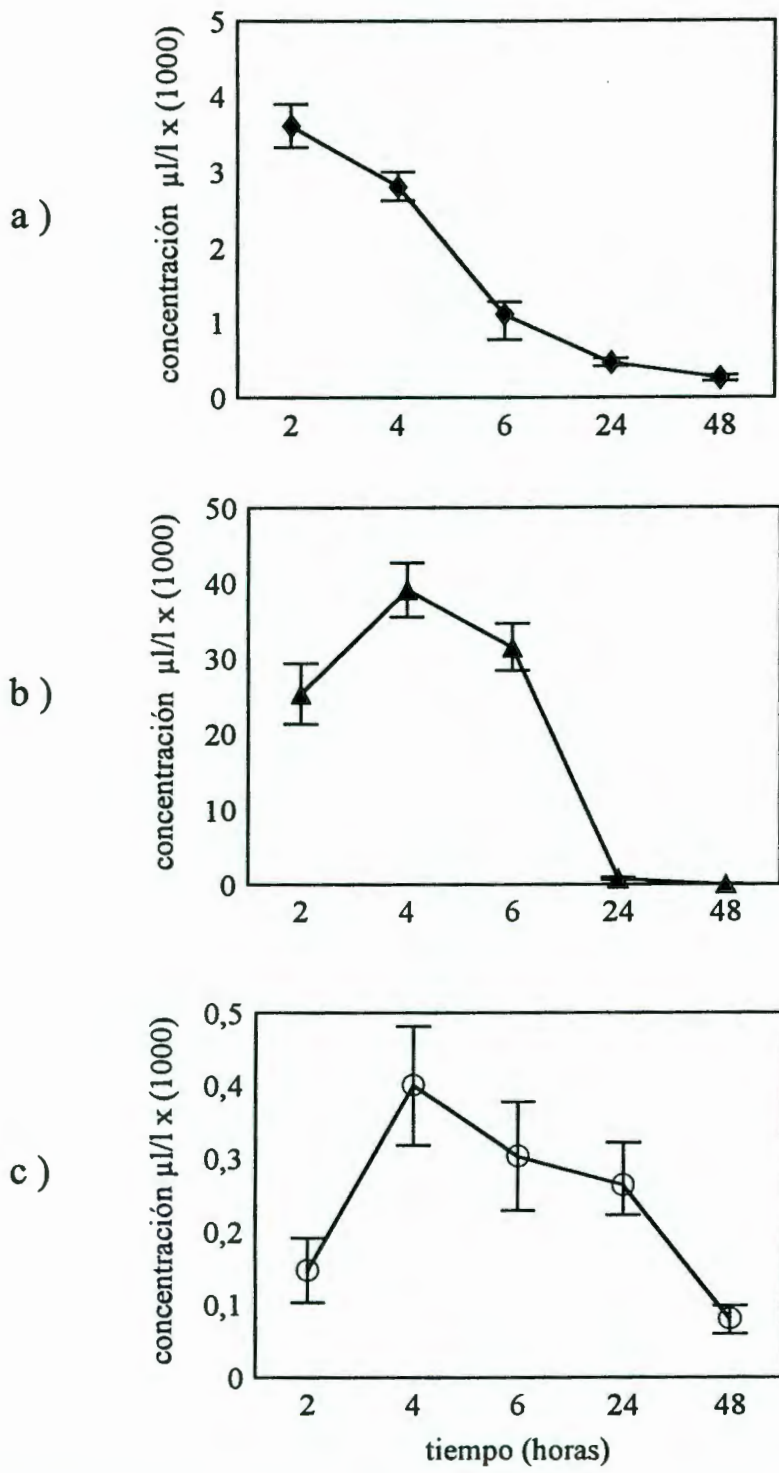 a )
concentración µl/l x (1000)
5
4
3
2
1
0
2 4 6 24 48
b )
concentración µl/l x (1000)
50
40
30
20
10
0
2 4 6 24 48
c )
concentración µl/l x (1000)
0,5
0,4
0,3
0,2
0,1
0
2 4 6 24 48
tiempo (horas)